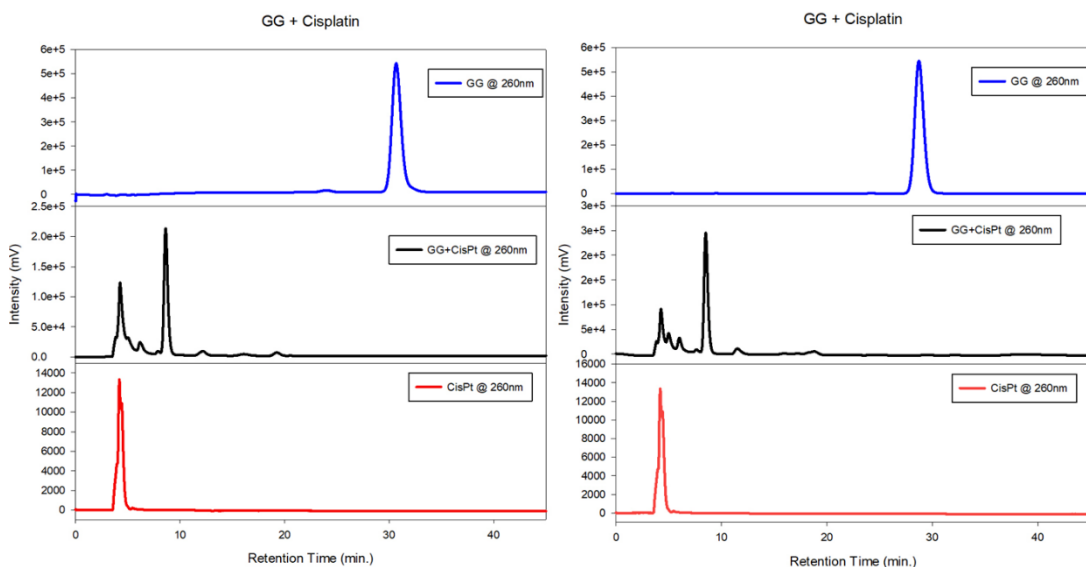 GG + Cisplatin
6e+5
5e+5
4e+5
3e+5
2e+5
1e+5
0
GG @ 260nm
2.5e+5
2.0e+5
1.5e+5
1.0e+5
5.0e+4
0.0
GG+CisPt @ 260nm
Intensity (mV)
14000
12000
10000
8000
6000
4000
2000
0
CisPt @ 260nm
0 10 20 30 40
Retention Time (min.)
GG + Cisplatin
6e+5
5e+5
4e+5
3e+5
2e+5
1e+5
0
GG @ 260nm
3e+5
3e+5
2e+5
2e+5
1e+5
5e+4
0
GG+CisPt @ 260nm
Intensity (mV)
16000
14000
12000
10000
8000
6000
4000
2000
0
CisPt @ 260nm
0 10 20 30 40
Retention Time (min.)